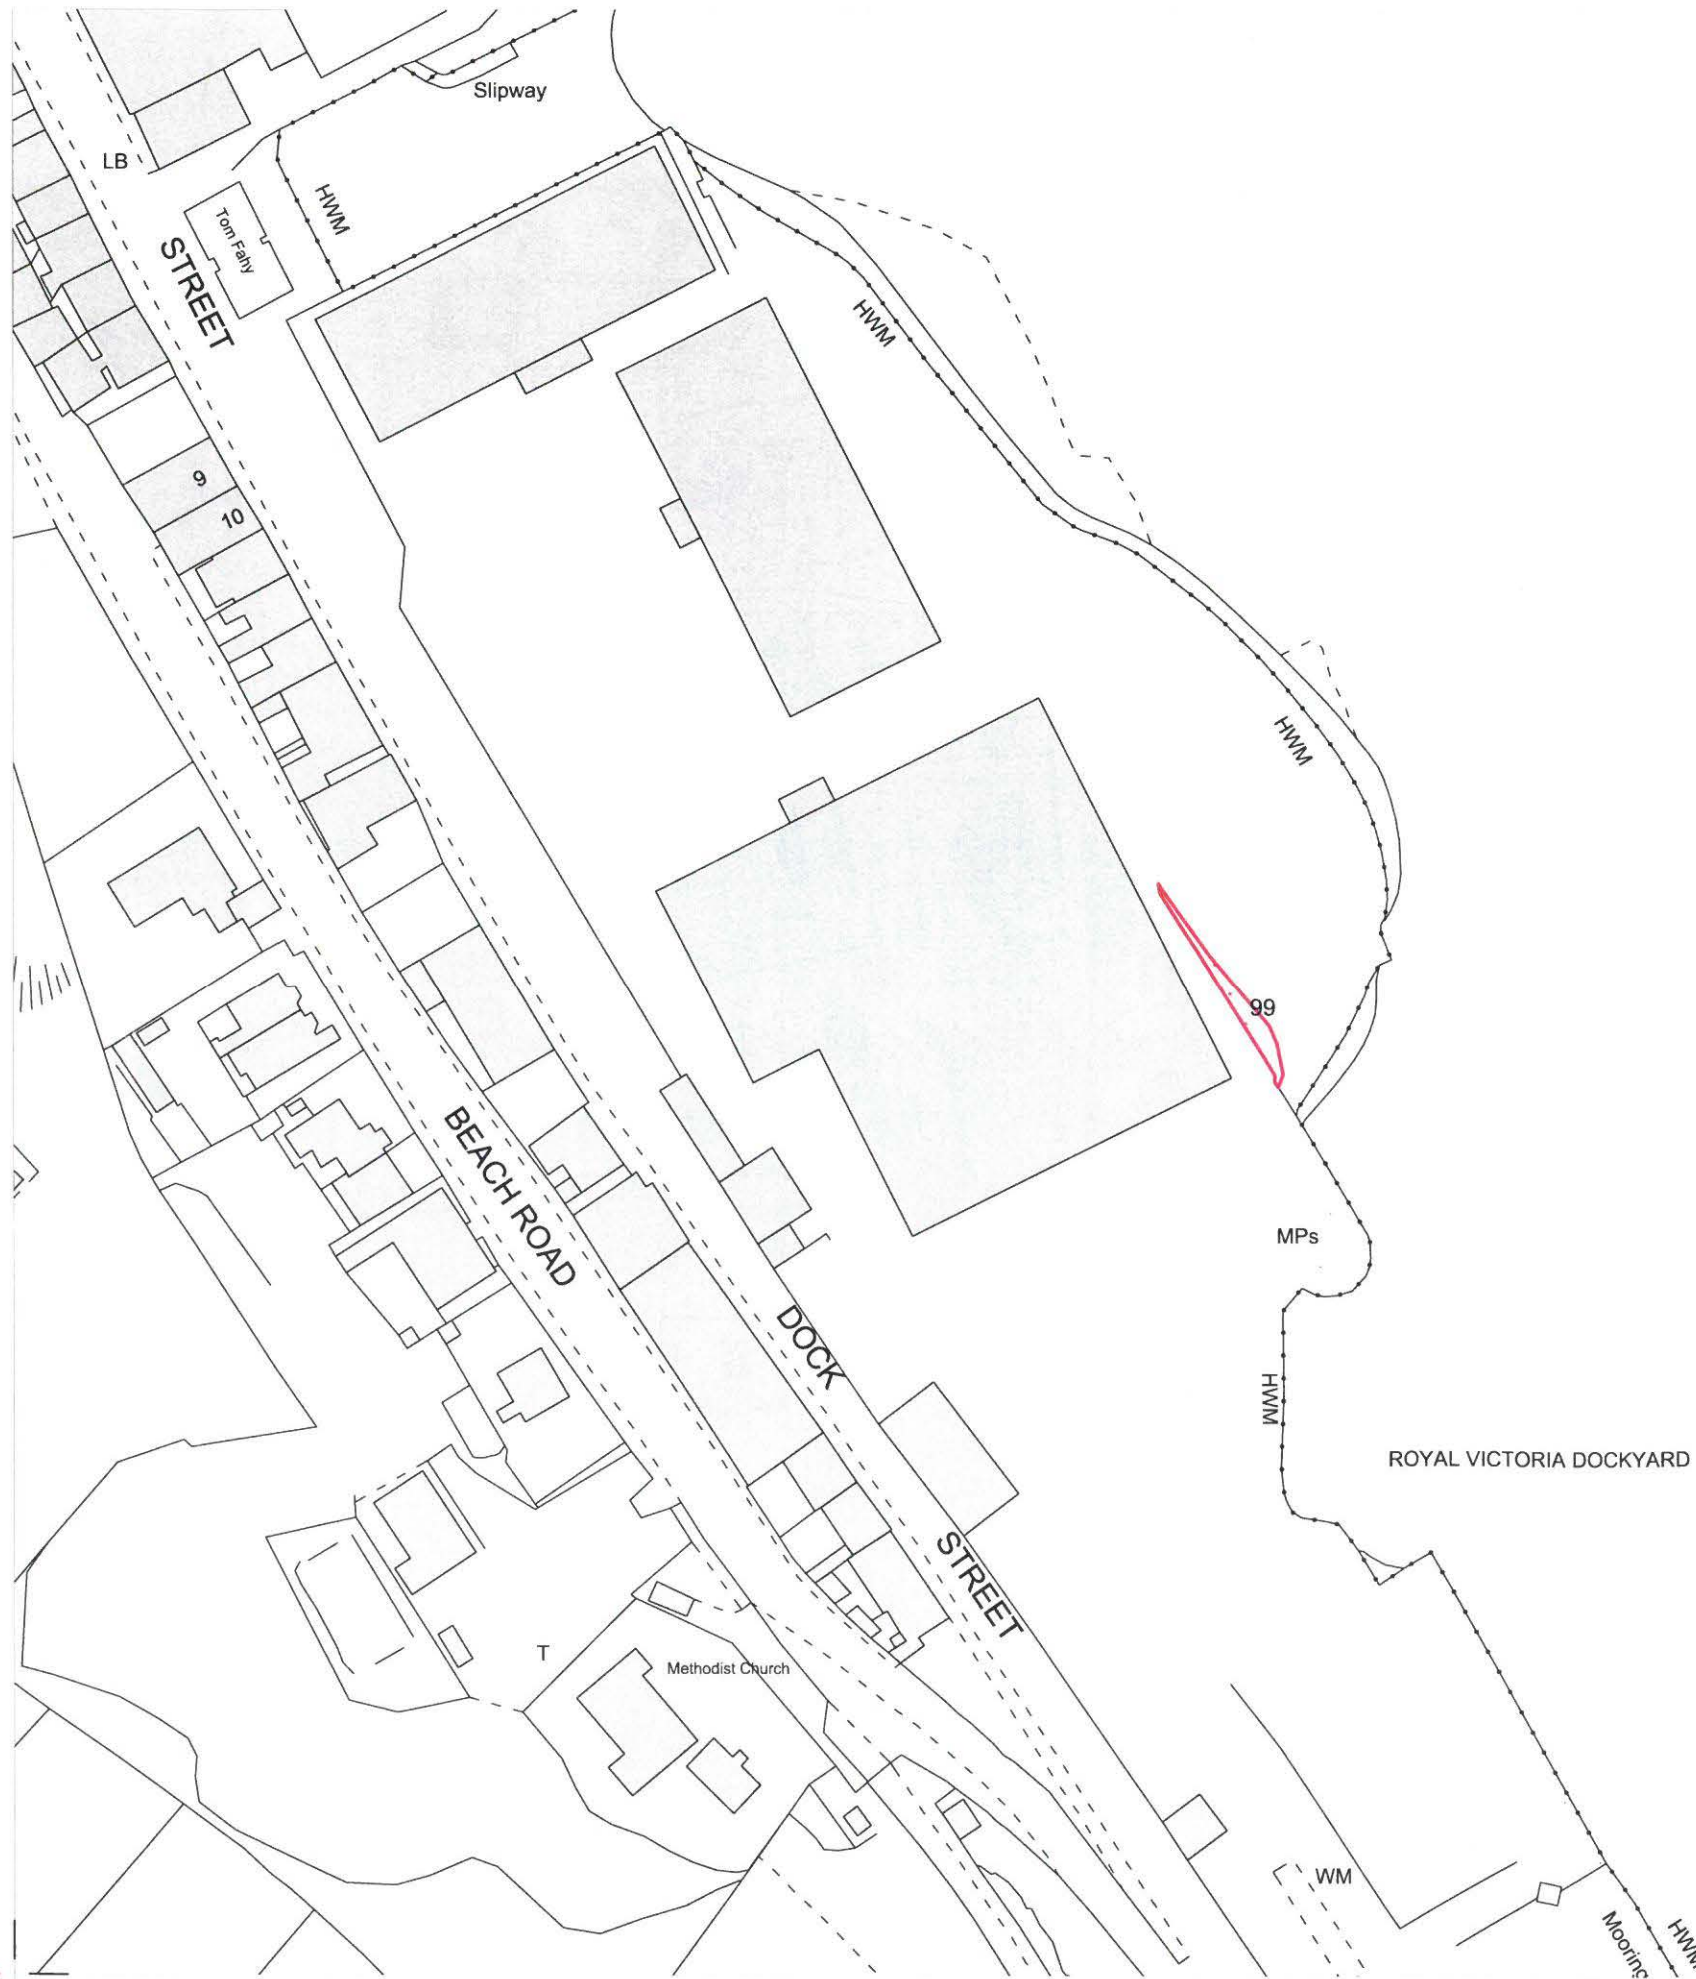 Slipway
LB
HWM
Tom Fahy
STREET
HWM
9
10
HWM
99
BEACH ROAD
MPs
DOCK
HWM
ROYAL VICTORIA DOCKYARD
STREET
T
Methodist Church
WM
Mooring
HWM